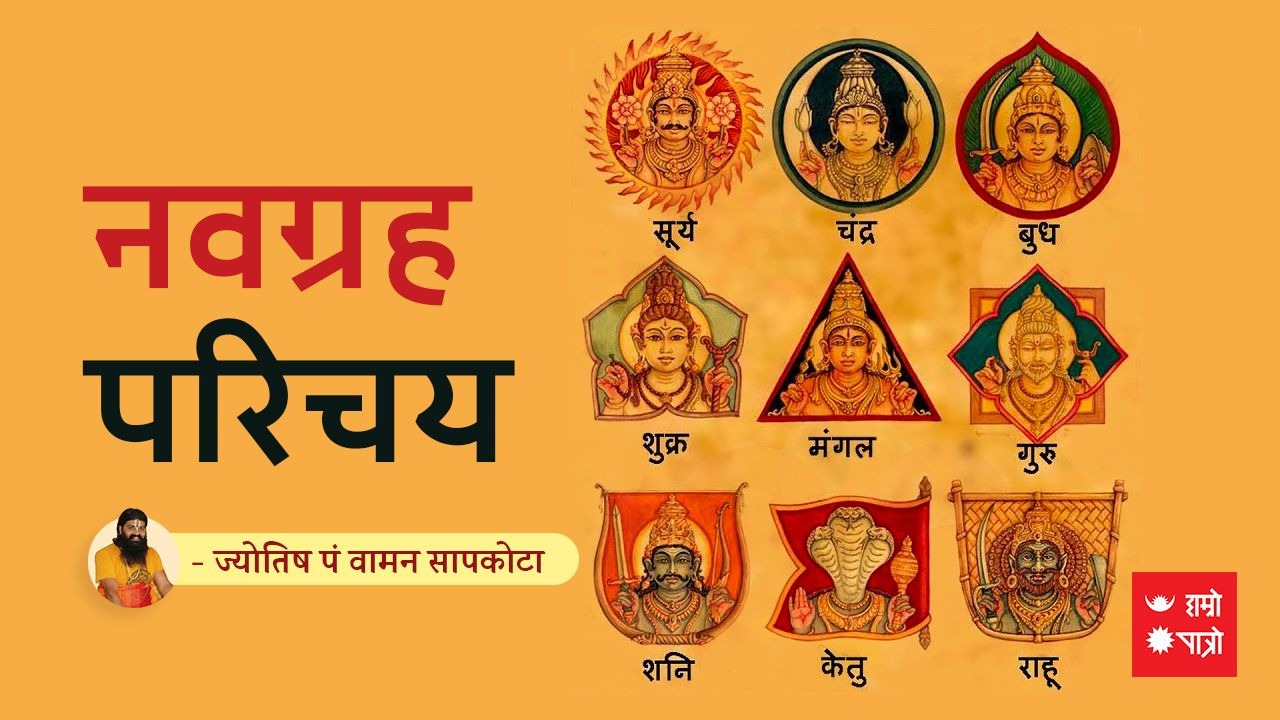 नवग्रह
परिचय
- ज्योतिष पं वामन सापकोटा
सूर्य
चंद्र
बुध
शुक्र
मंगल
गुरु
शनि
केतु
राहू
हाम्रो
पात्रो